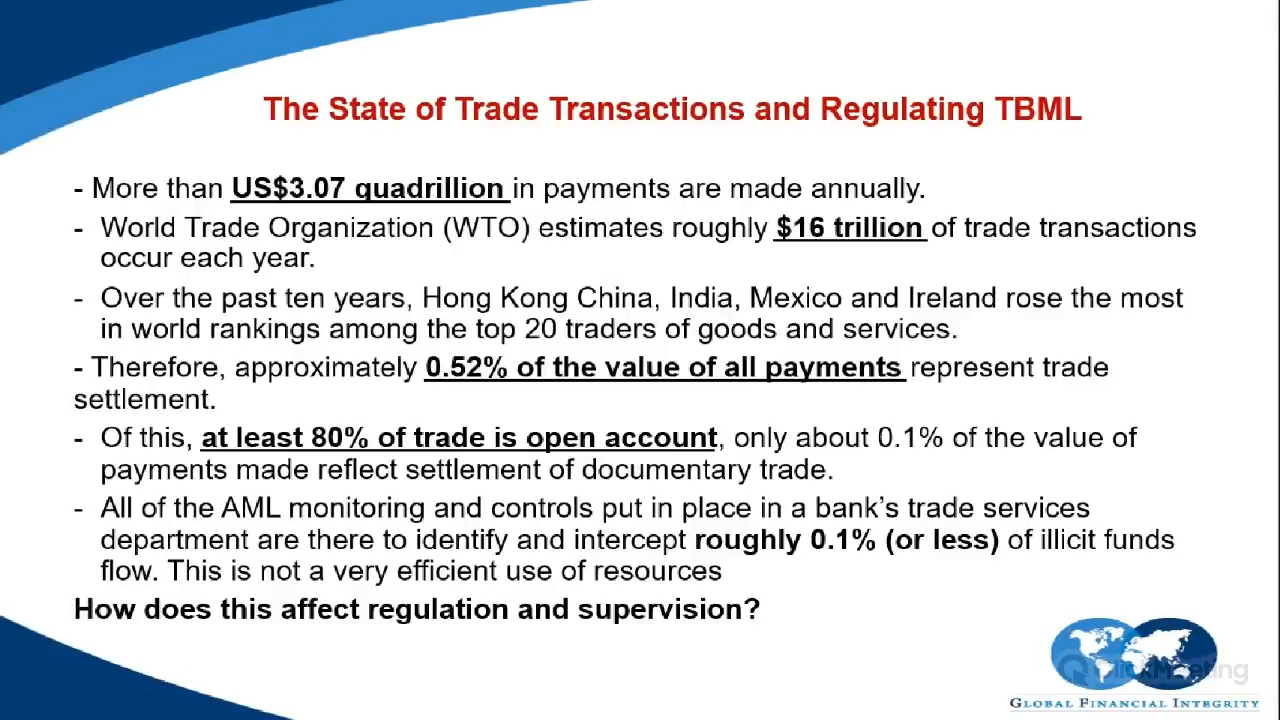 The State of Trade Transactions and Regulating TBML
- More than US$3.07 quadrillion in payments are made annually.
- World Trade Organization (WTO) estimates roughly $16 trillion of trade transactions
occur each year.
- Over the past ten years, Hong Kong China, India, Mexico and Ireland rose the most
in world rankings among the top 20 traders of goods and services.
- Therefore, approximately 0.52% of the value of all payments represent trade
settlement.
- Of this, at least 80% of trade is open account, only about 0.1% of the value of
payments made reflect settlement of documentary trade.
- All of the AML monitoring and controls put in place in a bank’s trade services
department are there to identify and intercept roughly 0.1% (or less) of illicit funds
flow. This is not a very efficient use of resources
How does this affect regulation and supervision?
ClickMeeting
GLOBAL FINANCIAL INTEGRITY